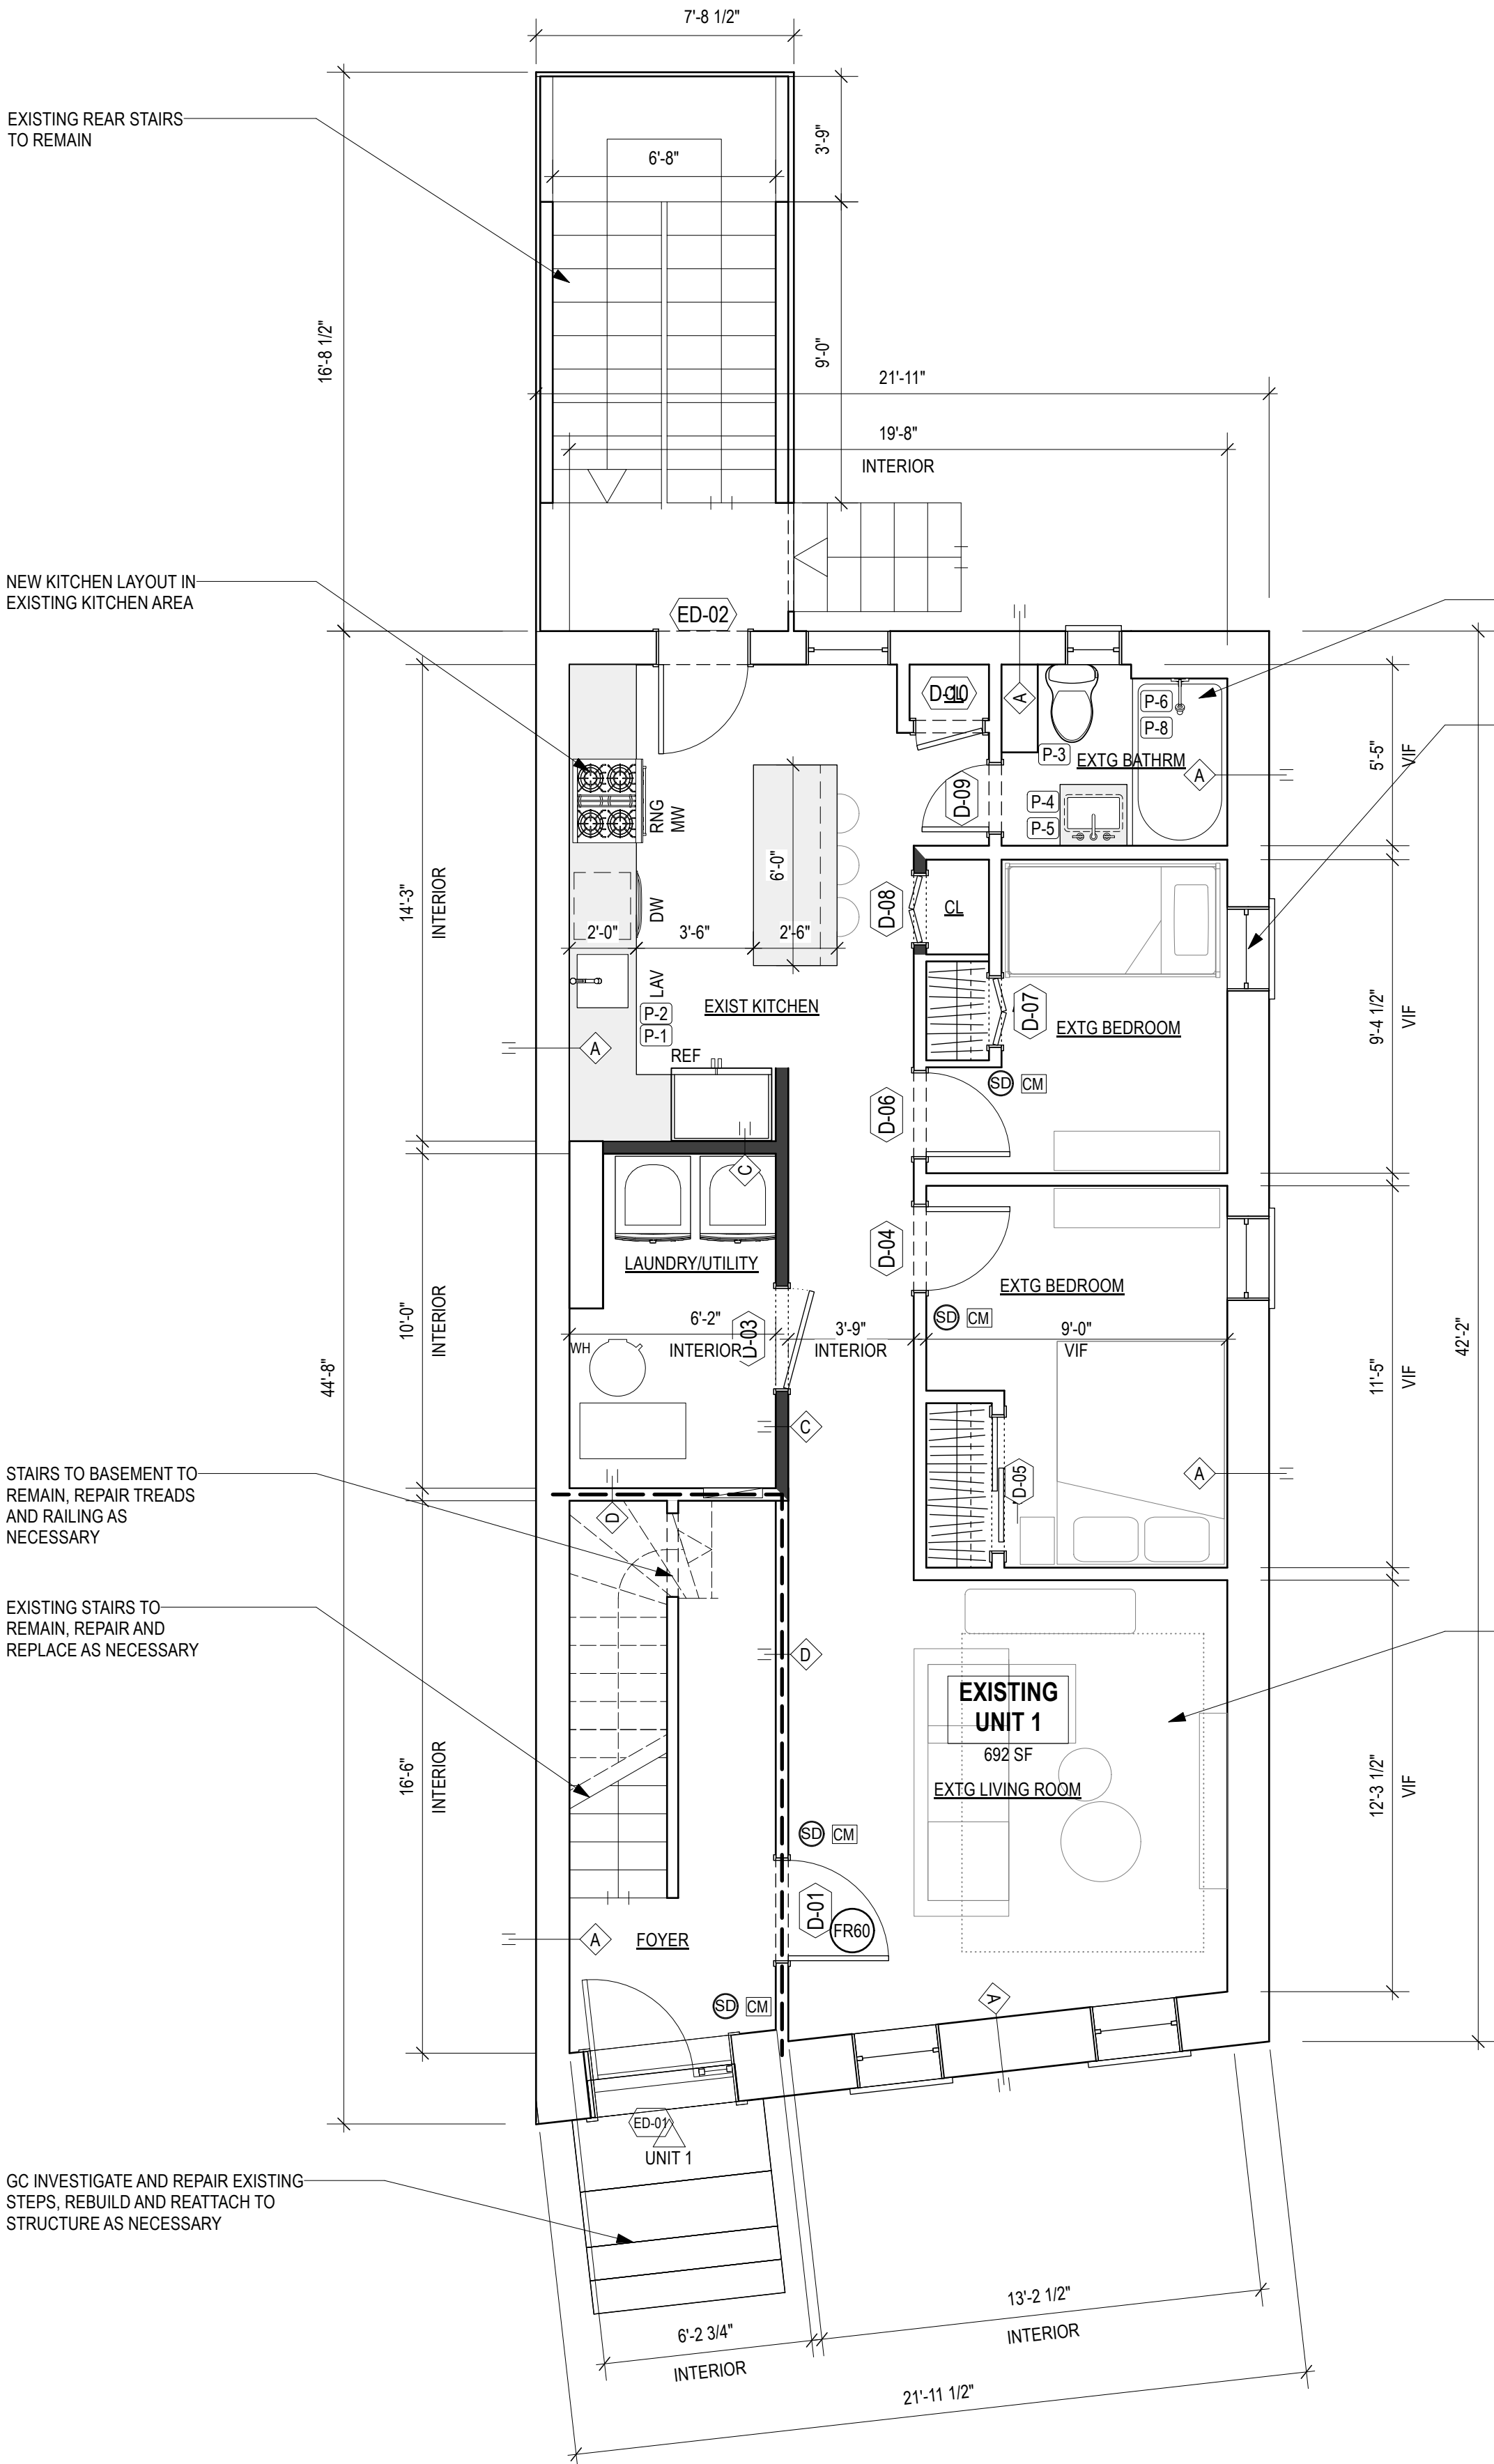 7'-8 1/2"
EXISTING REAR STAIRS
TO REMAIN
3'-9"
6'-8"
16'-8 1/2"
9'-0"
21'-11"
19'-8"
INTERIOR
NEW KITCHEN LAYOUT IN
EXISTING KITCHEN AREA
ED-02
D-10
CL
A
P-6
P-8
P-3
EXTG BATHRM
A
5'-5"
VIF
D-09
P-4
P-5
RNG
MW
6'-0"
14'-3"
INTERIOR
DW
D-08
CL
2'-0"
3'-6"
2'-6"
LAV
P-2
P-1
EXIST KITCHEN
D-07
EXTG BEDROOM
9'-4 1/2"
VIF
A
REF
SD
CM
D-06
C
D-04
LAUNDRY/UTILITY
EXTG BEDROOM
10'-0"
INTERIOR
6'-2"
INTERIOR
D-03
3'-9"
INTERIOR
SD
CM
9'-0"
VIF
WH
42'-2"
44'-8"
11'-5"
VIF
C
STAIRS TO BASEMENT TO
REMAIN, REPAIR TREADS
AND RAILING AS
NECESSARY
D
D-05
A
EXISTING STAIRS TO
REMAIN, REPAIR AND
REPLACE AS NECESSARY
D
EXISTING
UNIT 1
692 SF
EXTG LIVING ROOM
16'-6"
INTERIOR
12'-3 1/2"
VIF
SD
CM
D-01
FR60
A
FOYER
SD
CM
A
ED-01
UNIT 1
GC INVESTIGATE AND REPAIR EXISTING
STEPS, REBUILD AND REATTACH TO
STRUCTURE AS NECESSARY
13'-2 1/2"
INTERIOR
6'-2 3/4"
INTERIOR
21'-11 1/2"